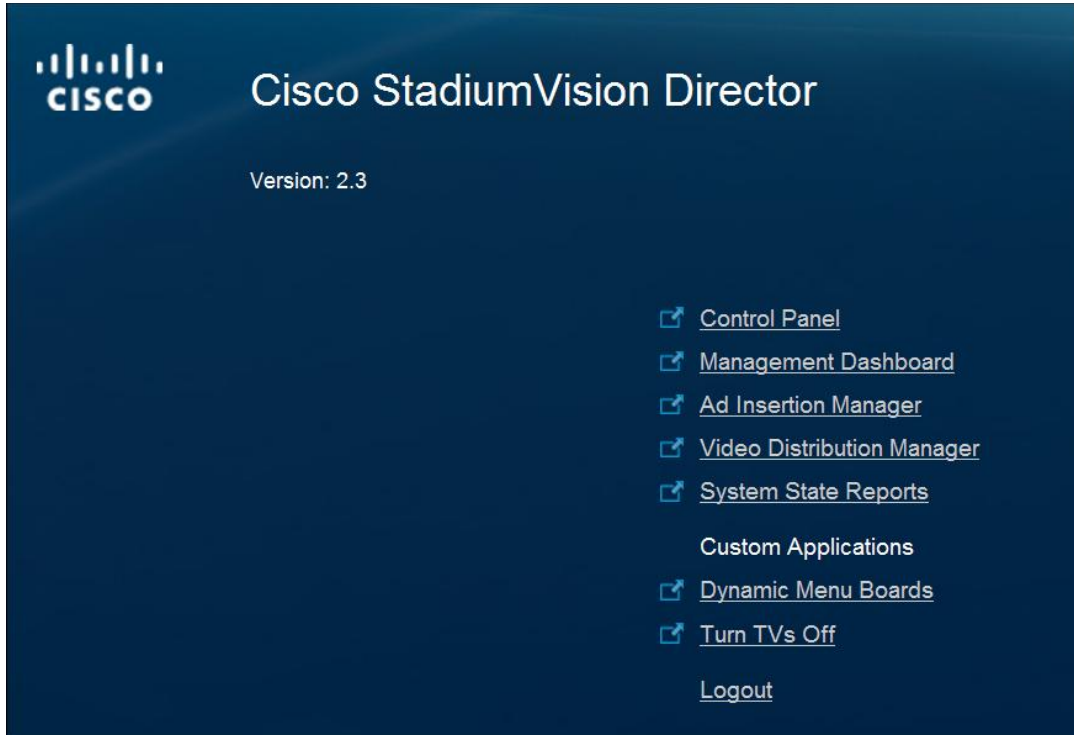 CISCO
Cisco StadiumVision Director
Version: 2.3
Control Panel
Management Dashboard
Ad Insertion Manager
Video Distribution Manager
System State Reports
Custom Applications
Dynamic Menu Boards
Turn TVs Off
Logout